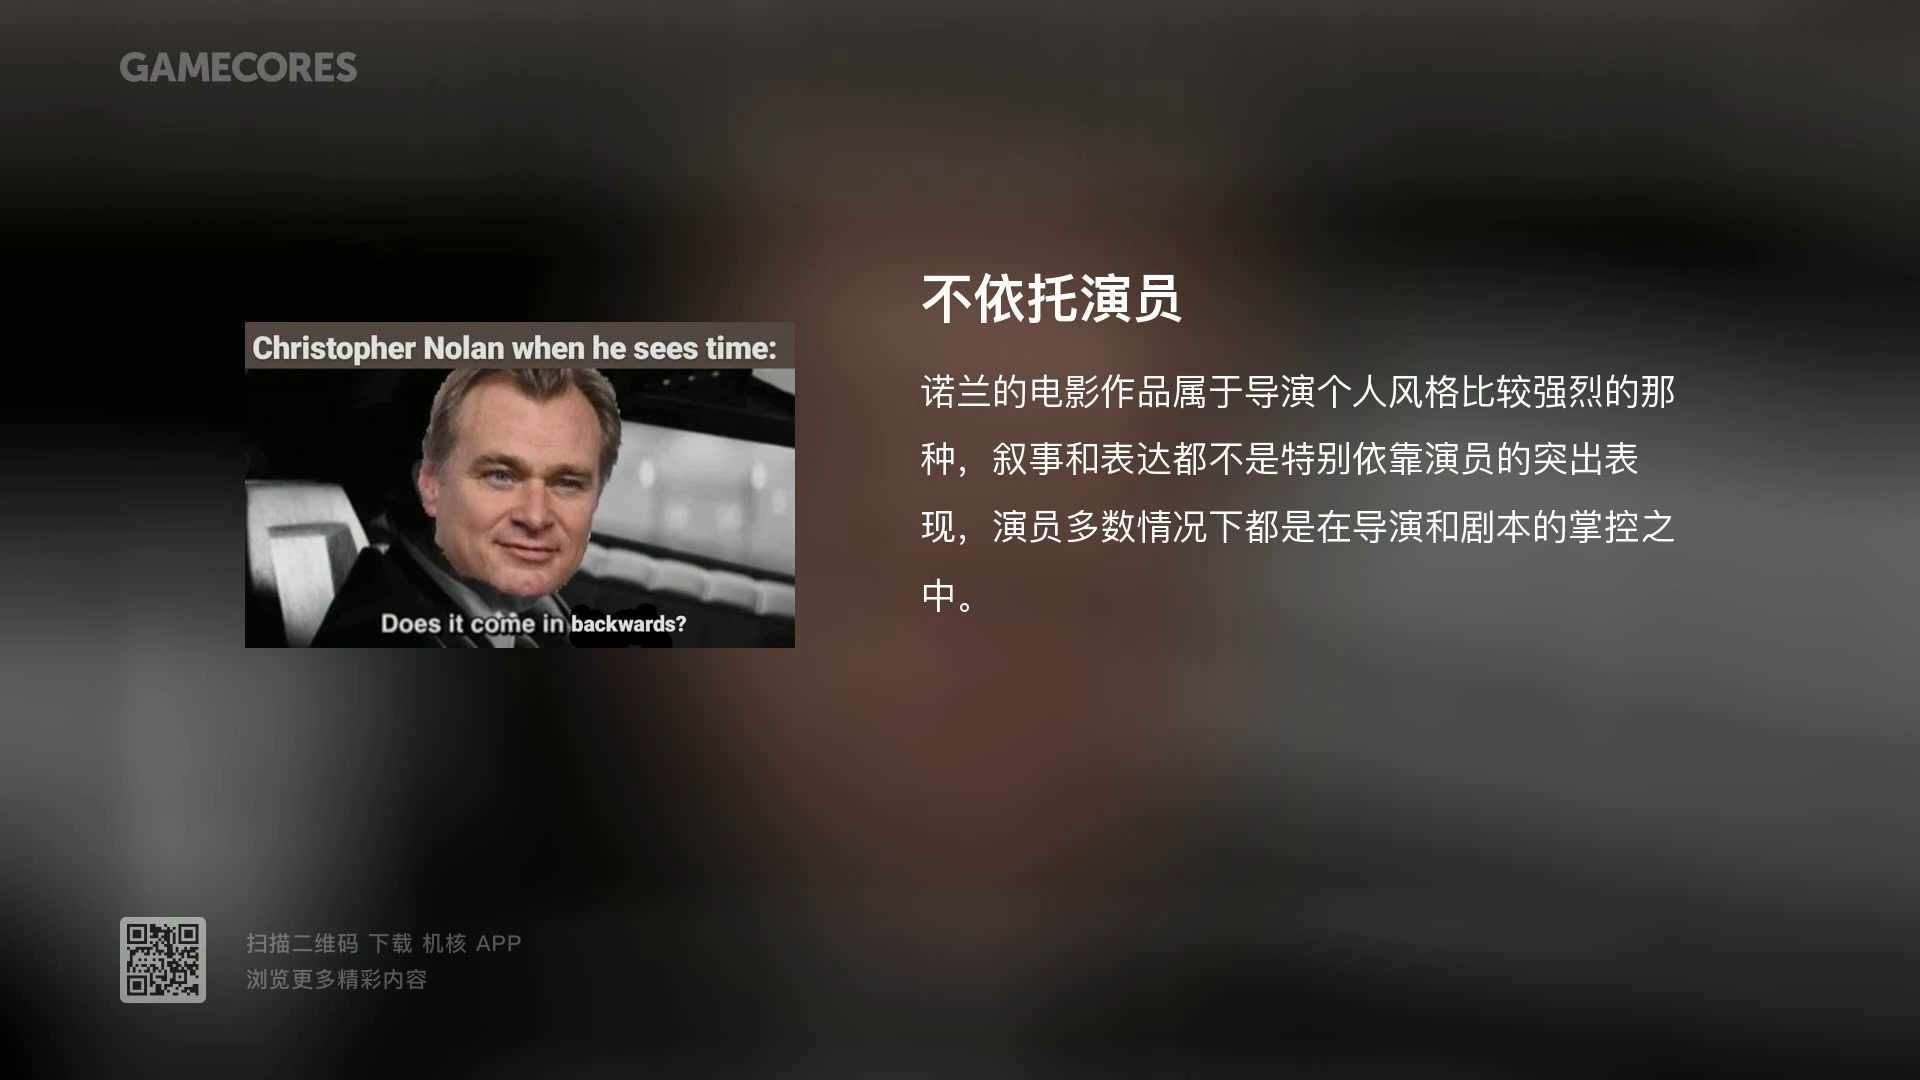 GAMECORES
Christopher Nolan when he sees time:
Does it come in backwards?
不依托演员
诺兰的电影作品属于导演个人风格比较强烈的那
种，叙事和表达都不是特别依靠演员的突出表
现，演员多数情况下都是在导演和剧本的掌控之
中。
扫描二维码 下载 机核 APP
浏览更多精彩内容